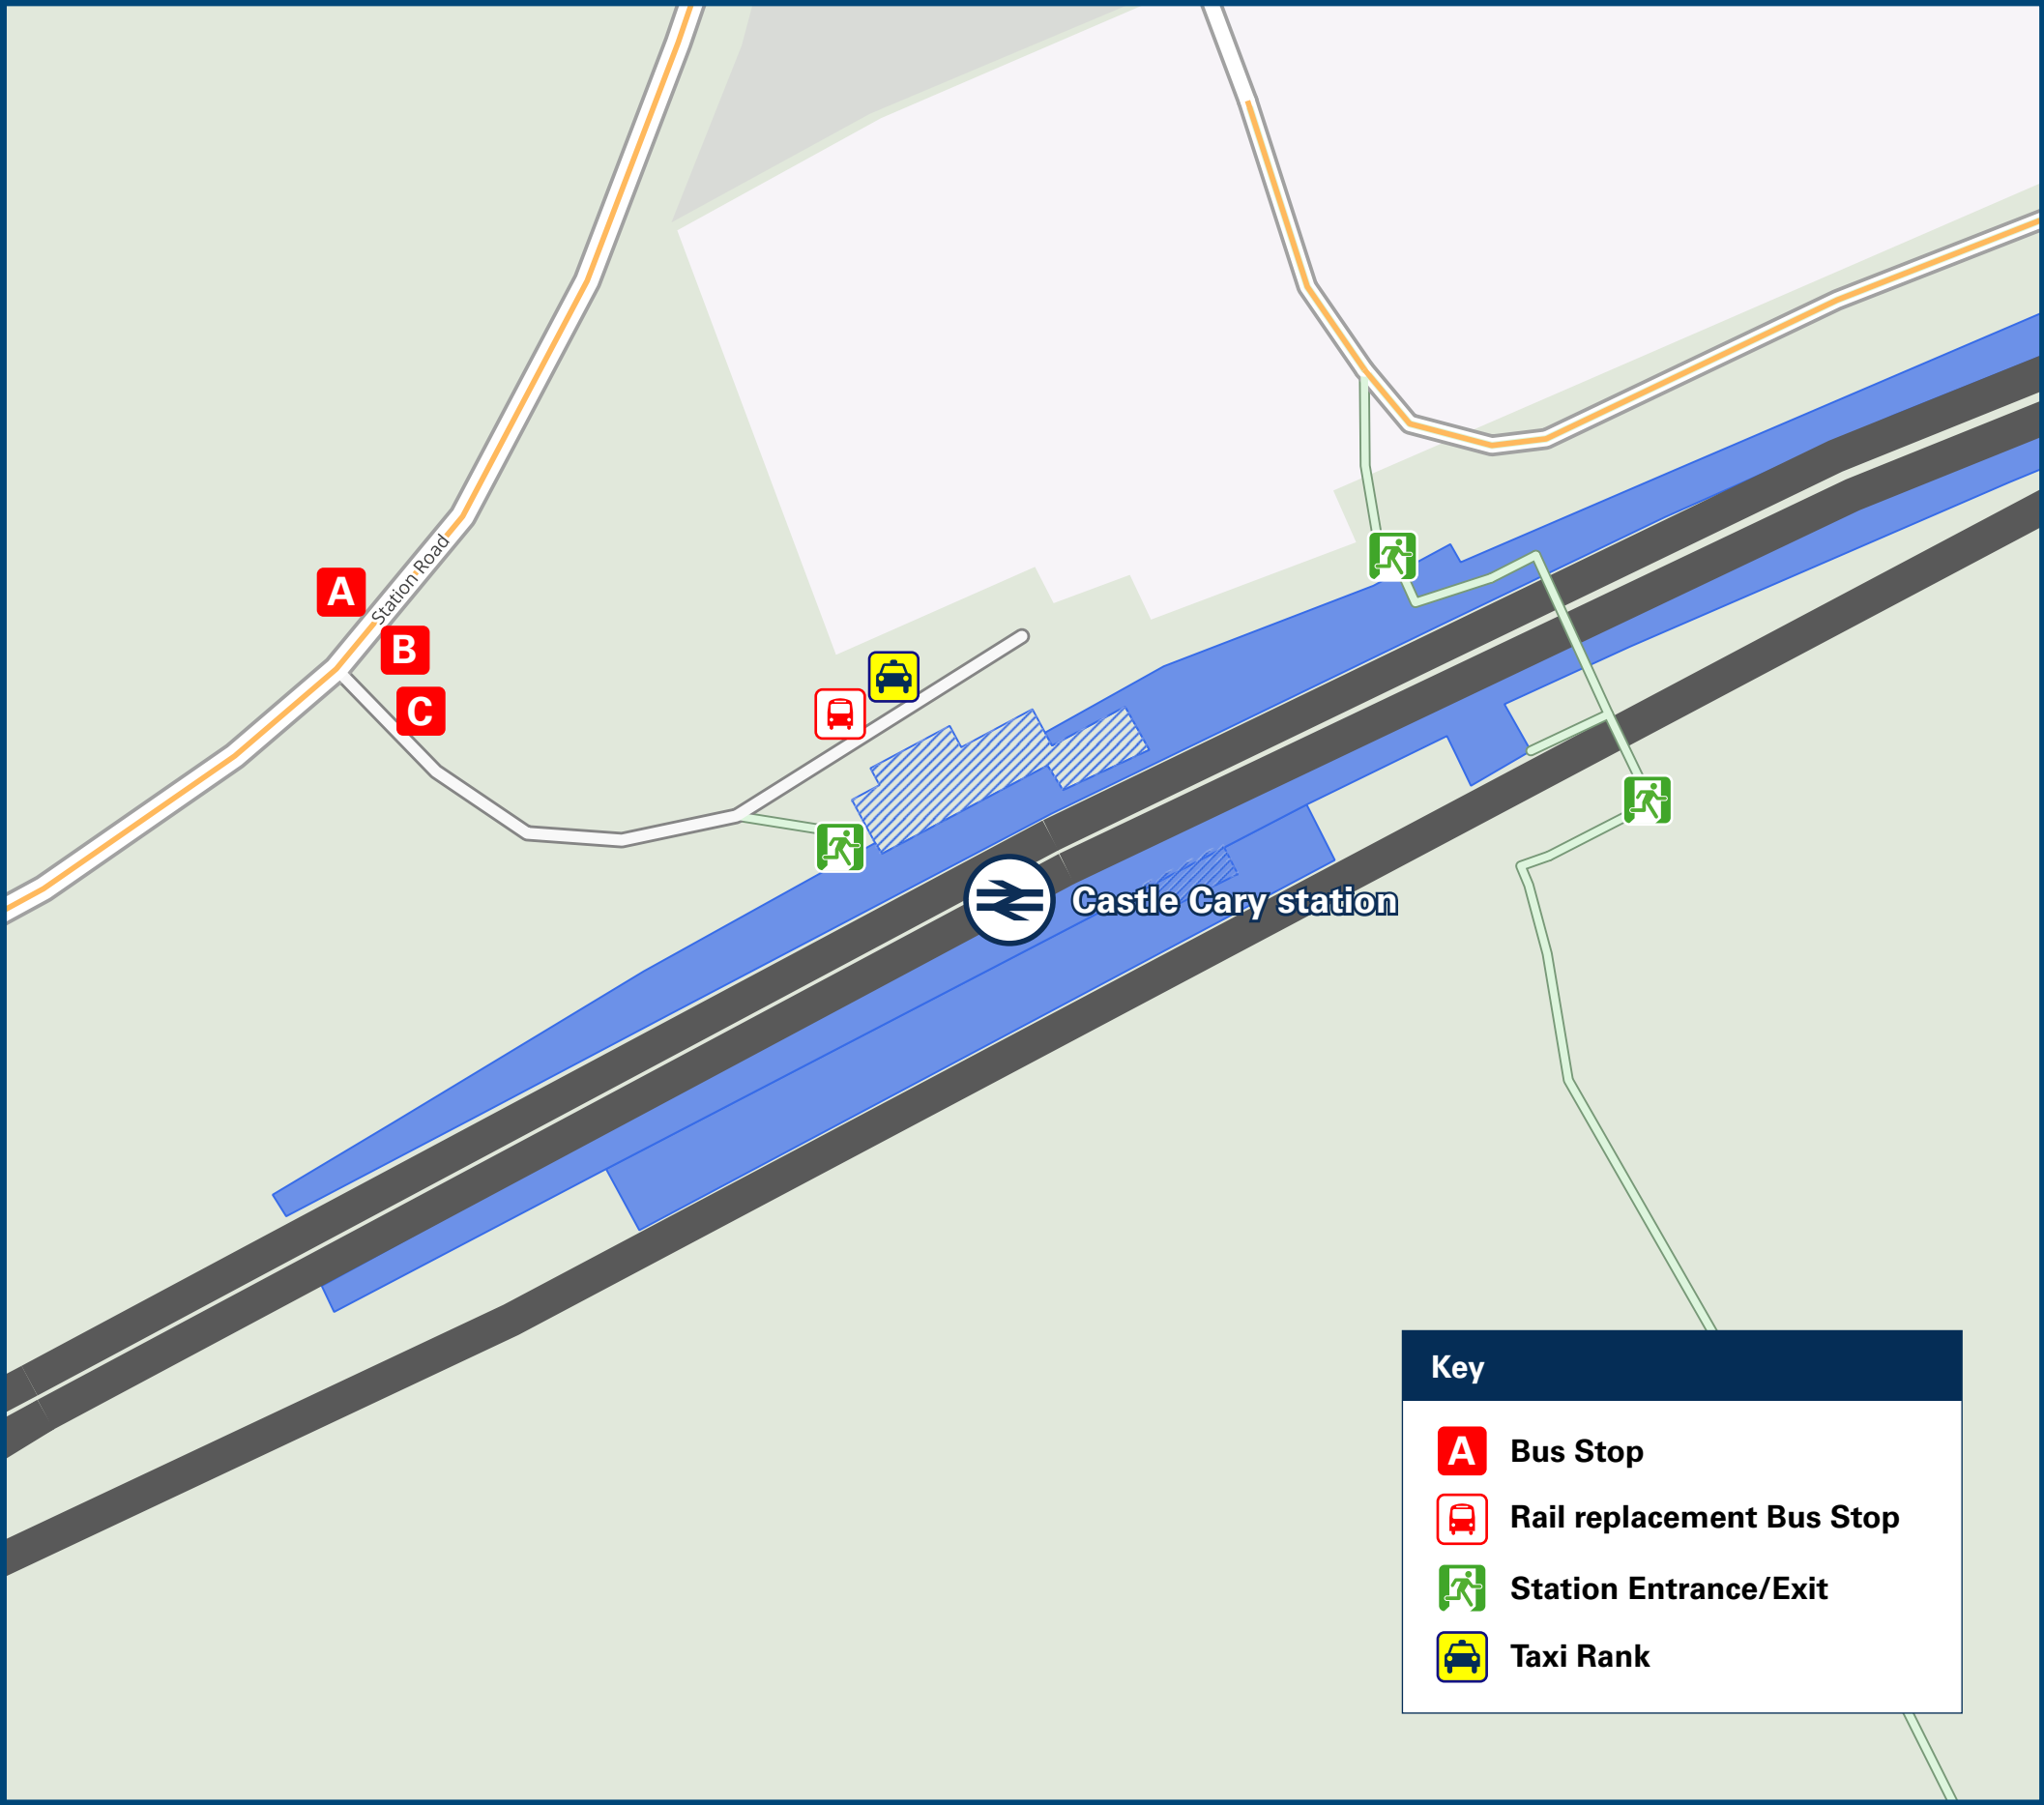 Station Road
A
B
C
Castle Cary station
Key
A Bus Stop
Rail replacement Bus Stop
Station Entrance/Exit
Taxi Rank